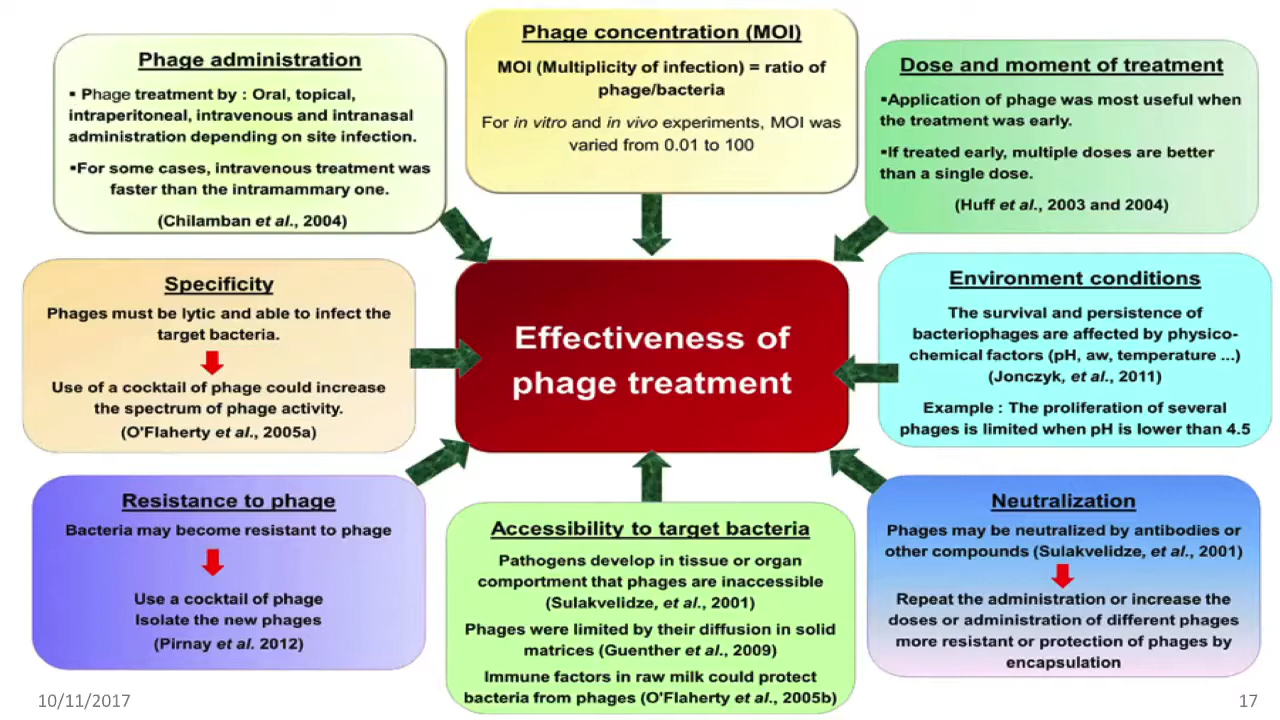 Phage administration
▪ Phage treatment by : Oral, topical,
intraperitoneal, intravenous and intranasal
administration depending on site infection.
▪For some cases, intravenous treatment was
faster than the intramammary one.
(Chilamban et al., 2004)
Phage concentration (MOI)
MOI (Multiplicity of infection) = ratio of
phage/bacteria
For in vitro and in vivo experiments, MOI was
varied from 0.01 to 100
Dose and moment of treatment
▪Application of phage was most useful when
the treatment was early.
▪If treated early, multiple doses are better
than a single dose.
(Huff et al., 2003 and 2004)
Specificity
Phages must be lytic and able to infect the
target bacteria.
Use of a cocktail of phage could increase
the spectrum of phage activity.
(O'Flaherty et al., 2005a)
Effectiveness of
phage treatment
Environment conditions
The survival and persistence of
bacteriophages are affected by physico-
chemical factors (pH, aw, temperature ...)
(Jonczyk, et al., 2011)
Example : The proliferation of several
phages is limited when pH is lower than 4.5
Resistance to phage
Bacteria may become resistant to phage
Use a cocktail of phage
Isolate the new phages
(Pirnay et al. 2012)
Accessibility to target bacteria
Pathogens develop in tissue or organ
comportment that phages are inaccessible
(Sulakvelidze, et al., 2001)
Phages were limited by their diffusion in solid
matrices (Guenther et al., 2009)
Immune factors in raw milk could protect
bacteria from phages (O'Flaherty et al., 2005b)
Neutralization
Phages may be neutralized by antibodies or
other compounds (Sulakvelidze, et al., 2001)
Repeat the administration or increase the
doses or administration of different phages
more resistant or protection of phages by
encapsulation
10/11/2017
17